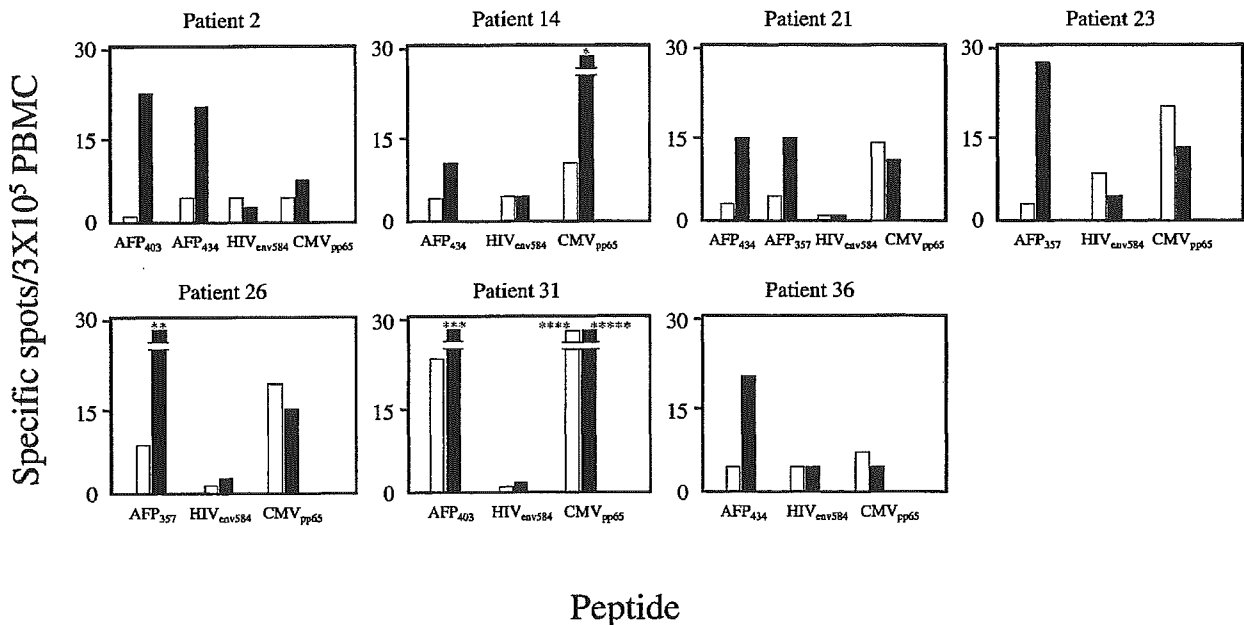 Specific spots/3X10⁵ PBMC
Patient 2
30
15
0
AFP₄₀₃ AFP₄₃₄ HIVₑₙᵥ₅₈₄ CMVₚₚ₆₅
Patient 14
*
30
15
0
AFP₄₃₄ HIVₑₙᵥ₅₈₄ CMVₚₚ₆₅
Patient 21
30
15
0
AFP₄₃₄ AFP₃₅₇ HIVₑₙᵥ₅₈₄ CMVₚₚ₆₅
Patient 23
30
15
0
AFP₃₅₇ HIVₑₙᵥ₅₈₄ CMVₚₚ₆₅
Patient 26
**
30
15
0
AFP₃₅₇ HIVₑₙᵥ₅₈₄ CMVₚₚ₆₅
Patient 31
*** **** *****
30
15
0
AFP₄₀₃ HIVₑₙᵥ₅₈₄ CMVₚₚ₆₅
Patient 36
30
15
0
AFP₄₃₄ HIVₑₙᵥ₅₈₄ CMVₚₚ₆₅
Peptide